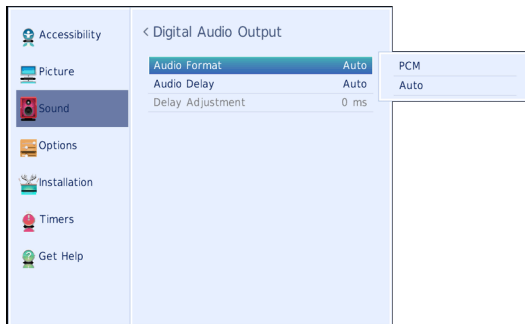 Accessibility
Picture
Sound
Options
Installation
Timers
Get Help
< Digital Audio Output
Audio Format Auto
Audio Delay Auto
Delay Adjustment 0 ms
PCM
Auto